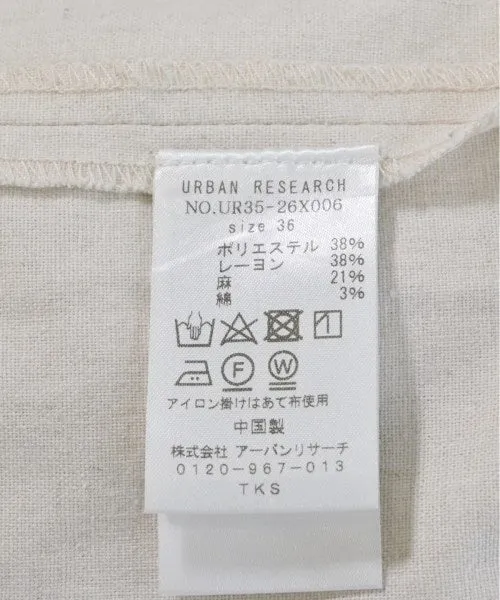 URBAN RESEARCH
NO.UR35-26X006
size 36
ポリエステル 38%
レーヨン 38%
麻 21%
綿 3%
F W
アイロン掛けはあて布使用
中国製
株式会社 アーバンリサーチ
0120-967-013
TKS